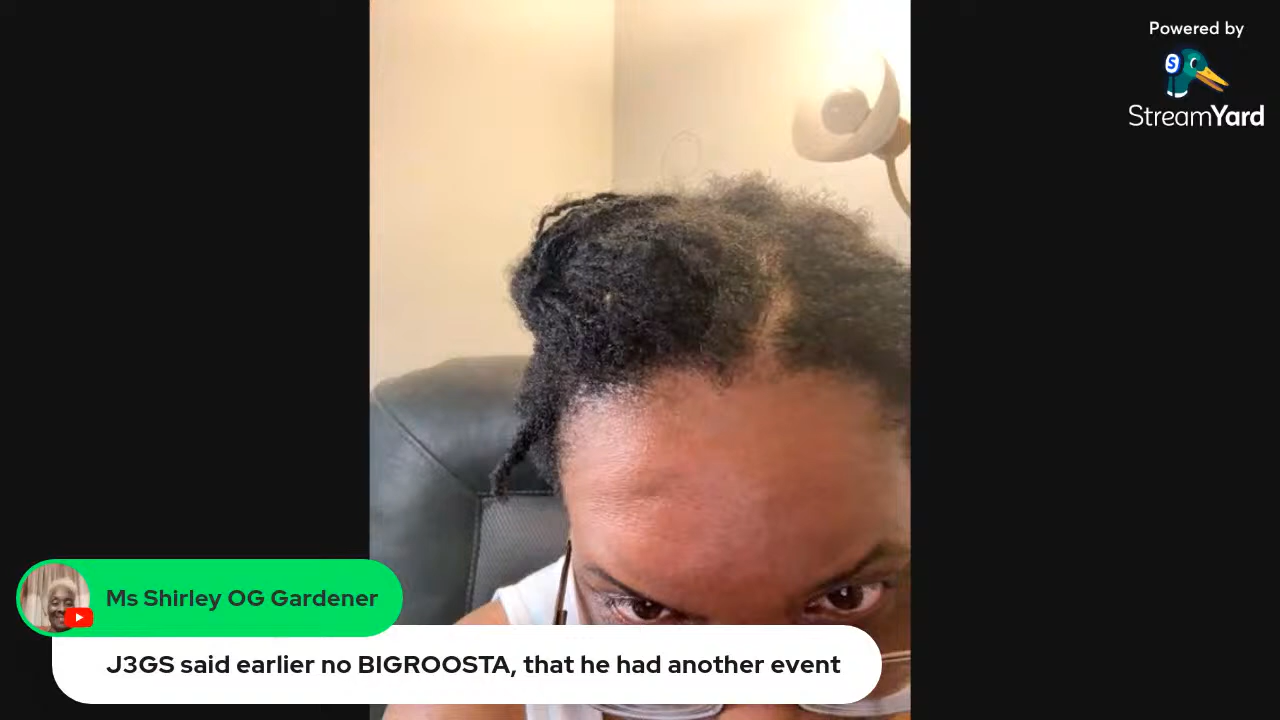 Powered by
StreamYard
Ms Shirley OG Gardener
J3GS said earlier no BIGROOSTA, that he had another event